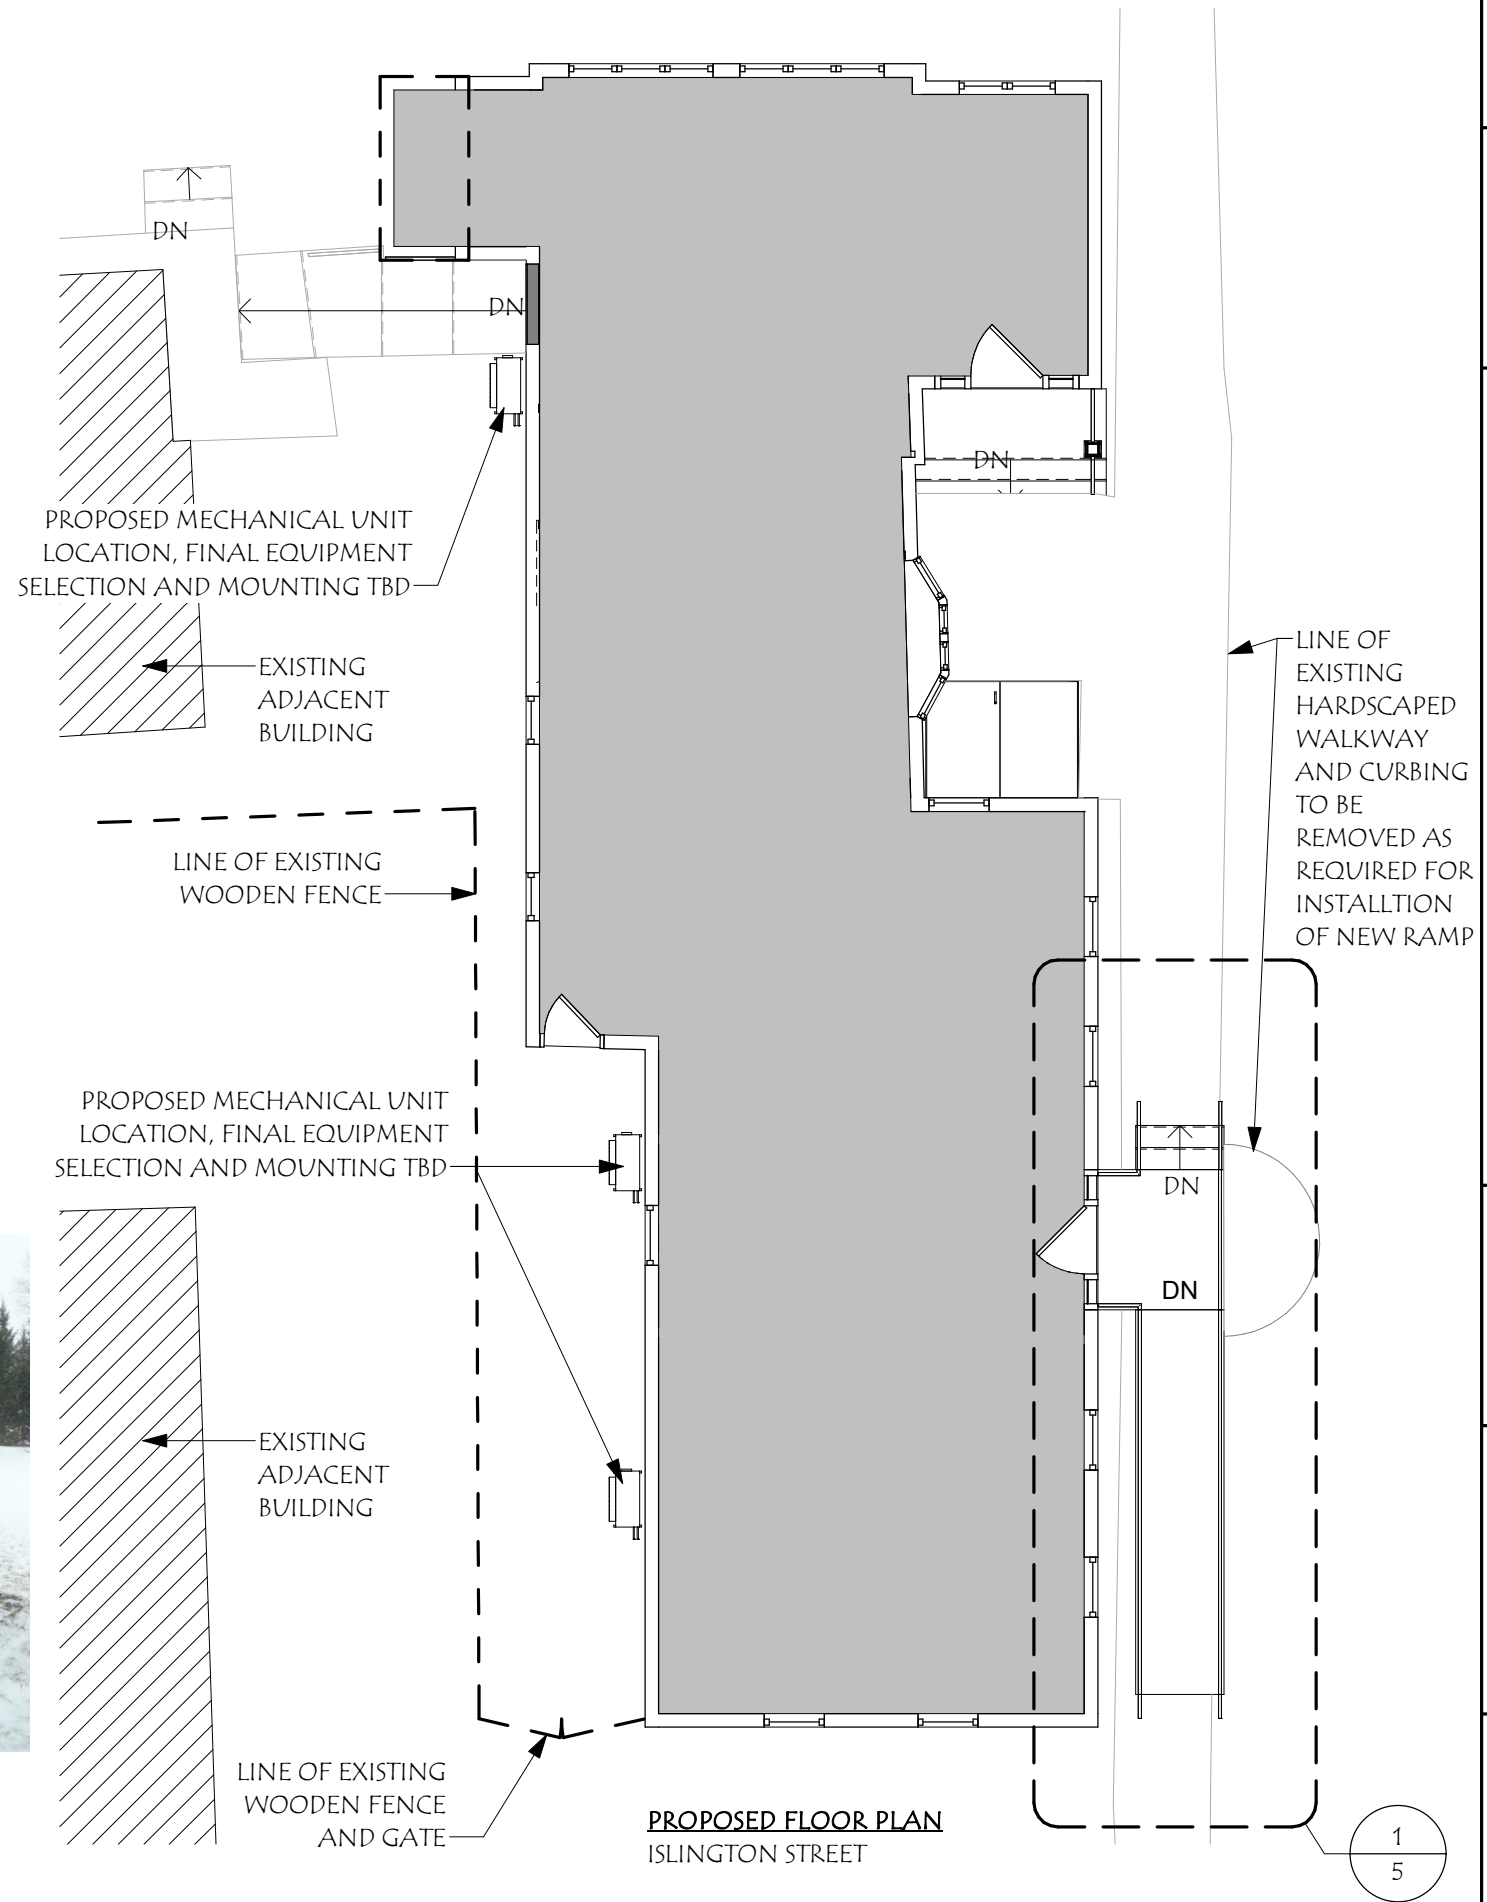 DN
DN
DN
PROPOSED MECHANICAL UNIT
LOCATION, FINAL EQUIPMENT
SELECTION AND MOUNTING TBD
EXISTING
ADJACENT
BUILDING
LINE OF
EXISTING
HARDSCAPED
WALKWAY
AND CURBING
TO BE
REMOVED AS
REQUIRED FOR
INSTALLTION
OF NEW RAMP
LINE OF EXISTING
WOODEN FENCE
PROPOSED MECHANICAL UNIT
LOCATION, FINAL EQUIPMENT
SELECTION AND MOUNTING TBD
DN
DN
EXISTING
ADJACENT
BUILDING
LINE OF EXISTING
WOODEN FENCE
AND GATE
PROPOSED FLOOR PLAN
ISLINGTON STREET
1
5